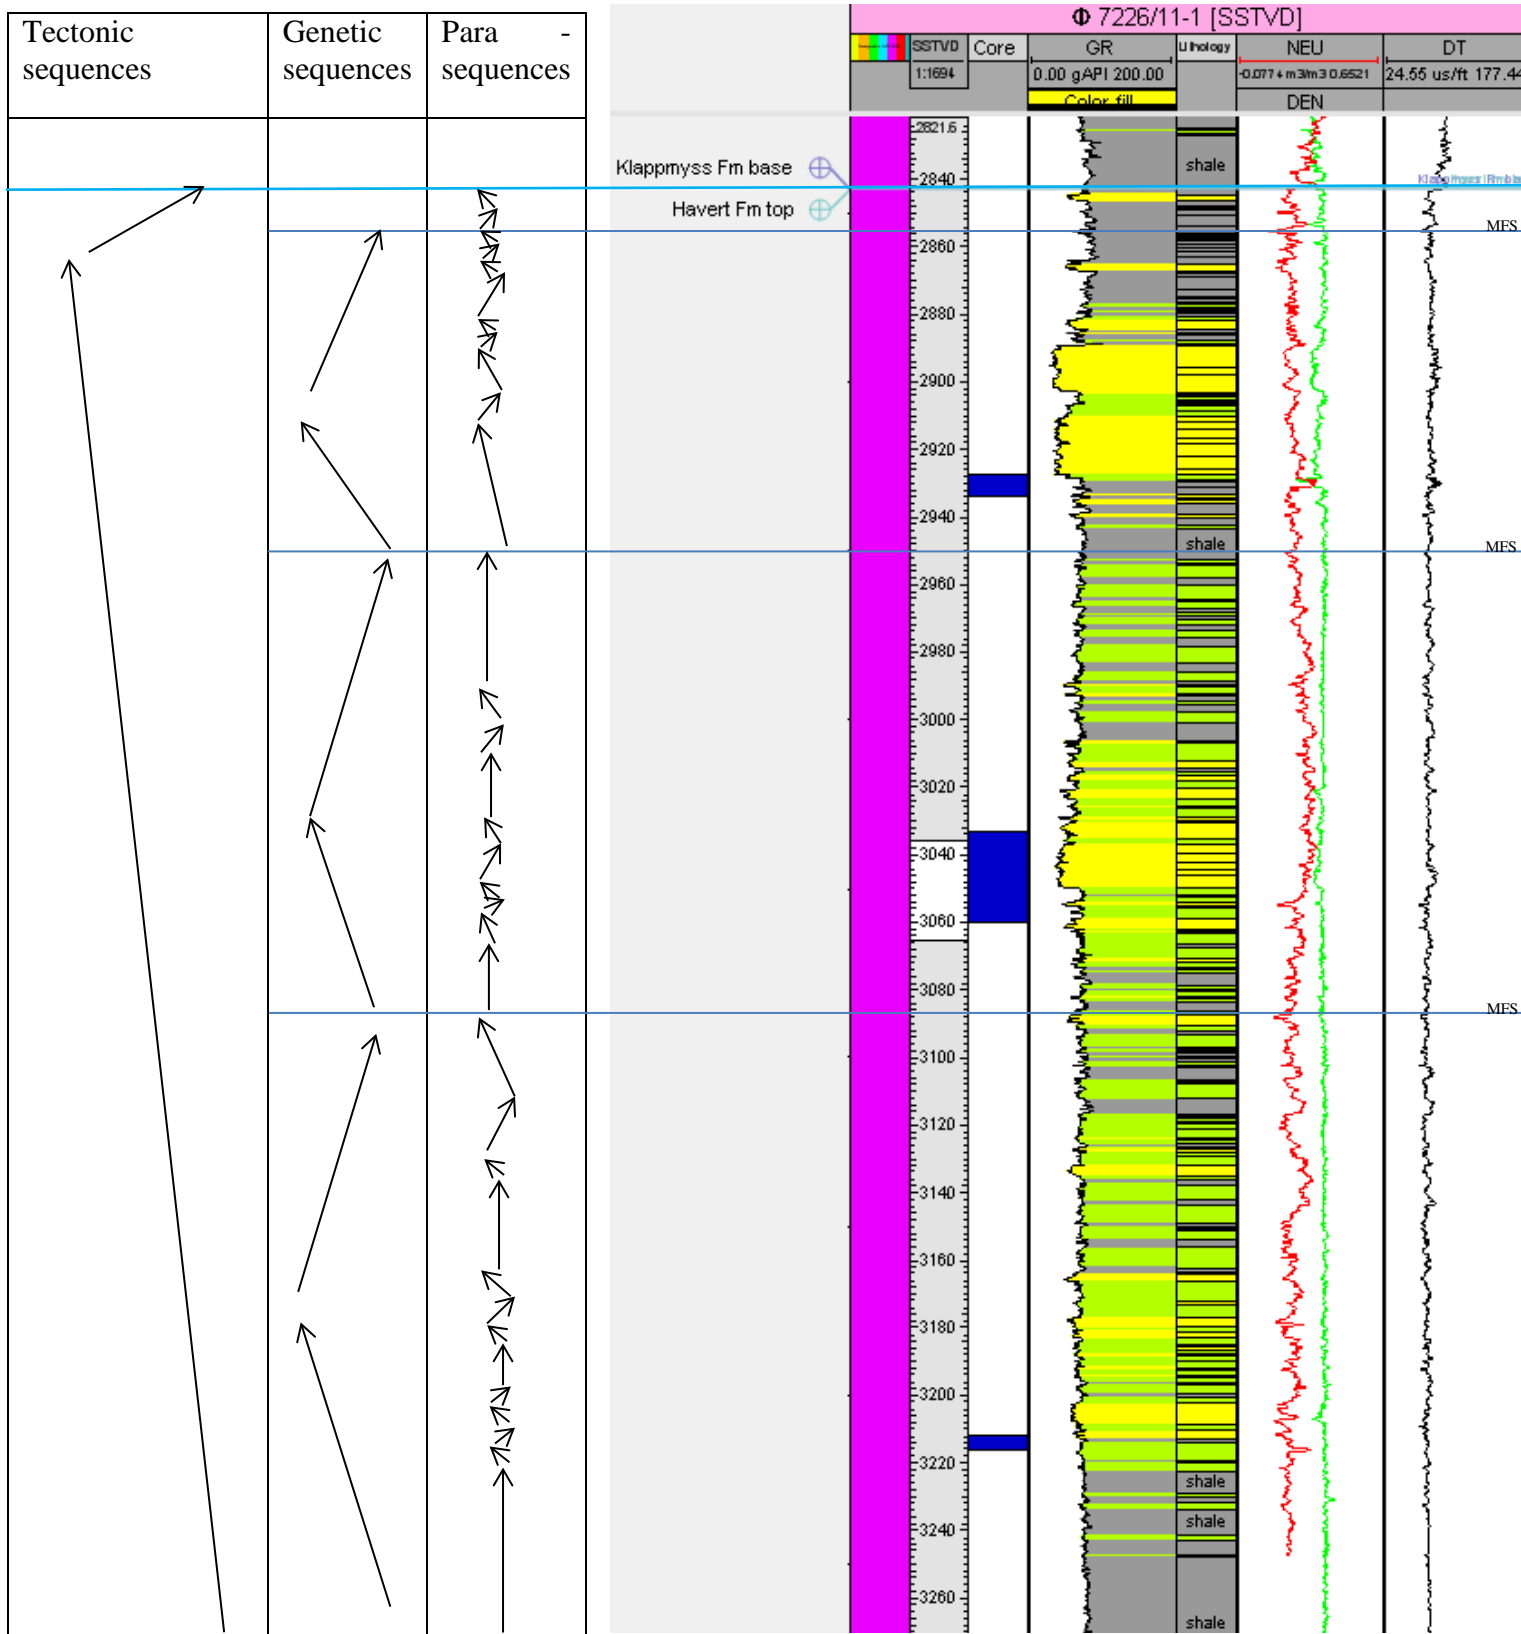 Tectonic
sequences
Genetic
sequences
Para -
sequences
Φ 7226/11-1 [SSTVD]
SSTVD
Core
GR
Lithology
NEU
DT
1:1694
0.00 gAPI 200.00
-0.0774 m3/m3 0.6521
24.55 us/ft 177.44
Color fill
DEN
2821.6
Klappmyss Fm base
shale
2840
Havert Fm top
MFS
2860
2880
2900
2920
2940
shale
MFS
2960
2980
3000
3020
3040
3060
3080
MFS
3100
3120
3140
3160
3180
3200
3220
shale
shale
3240
3260
shale